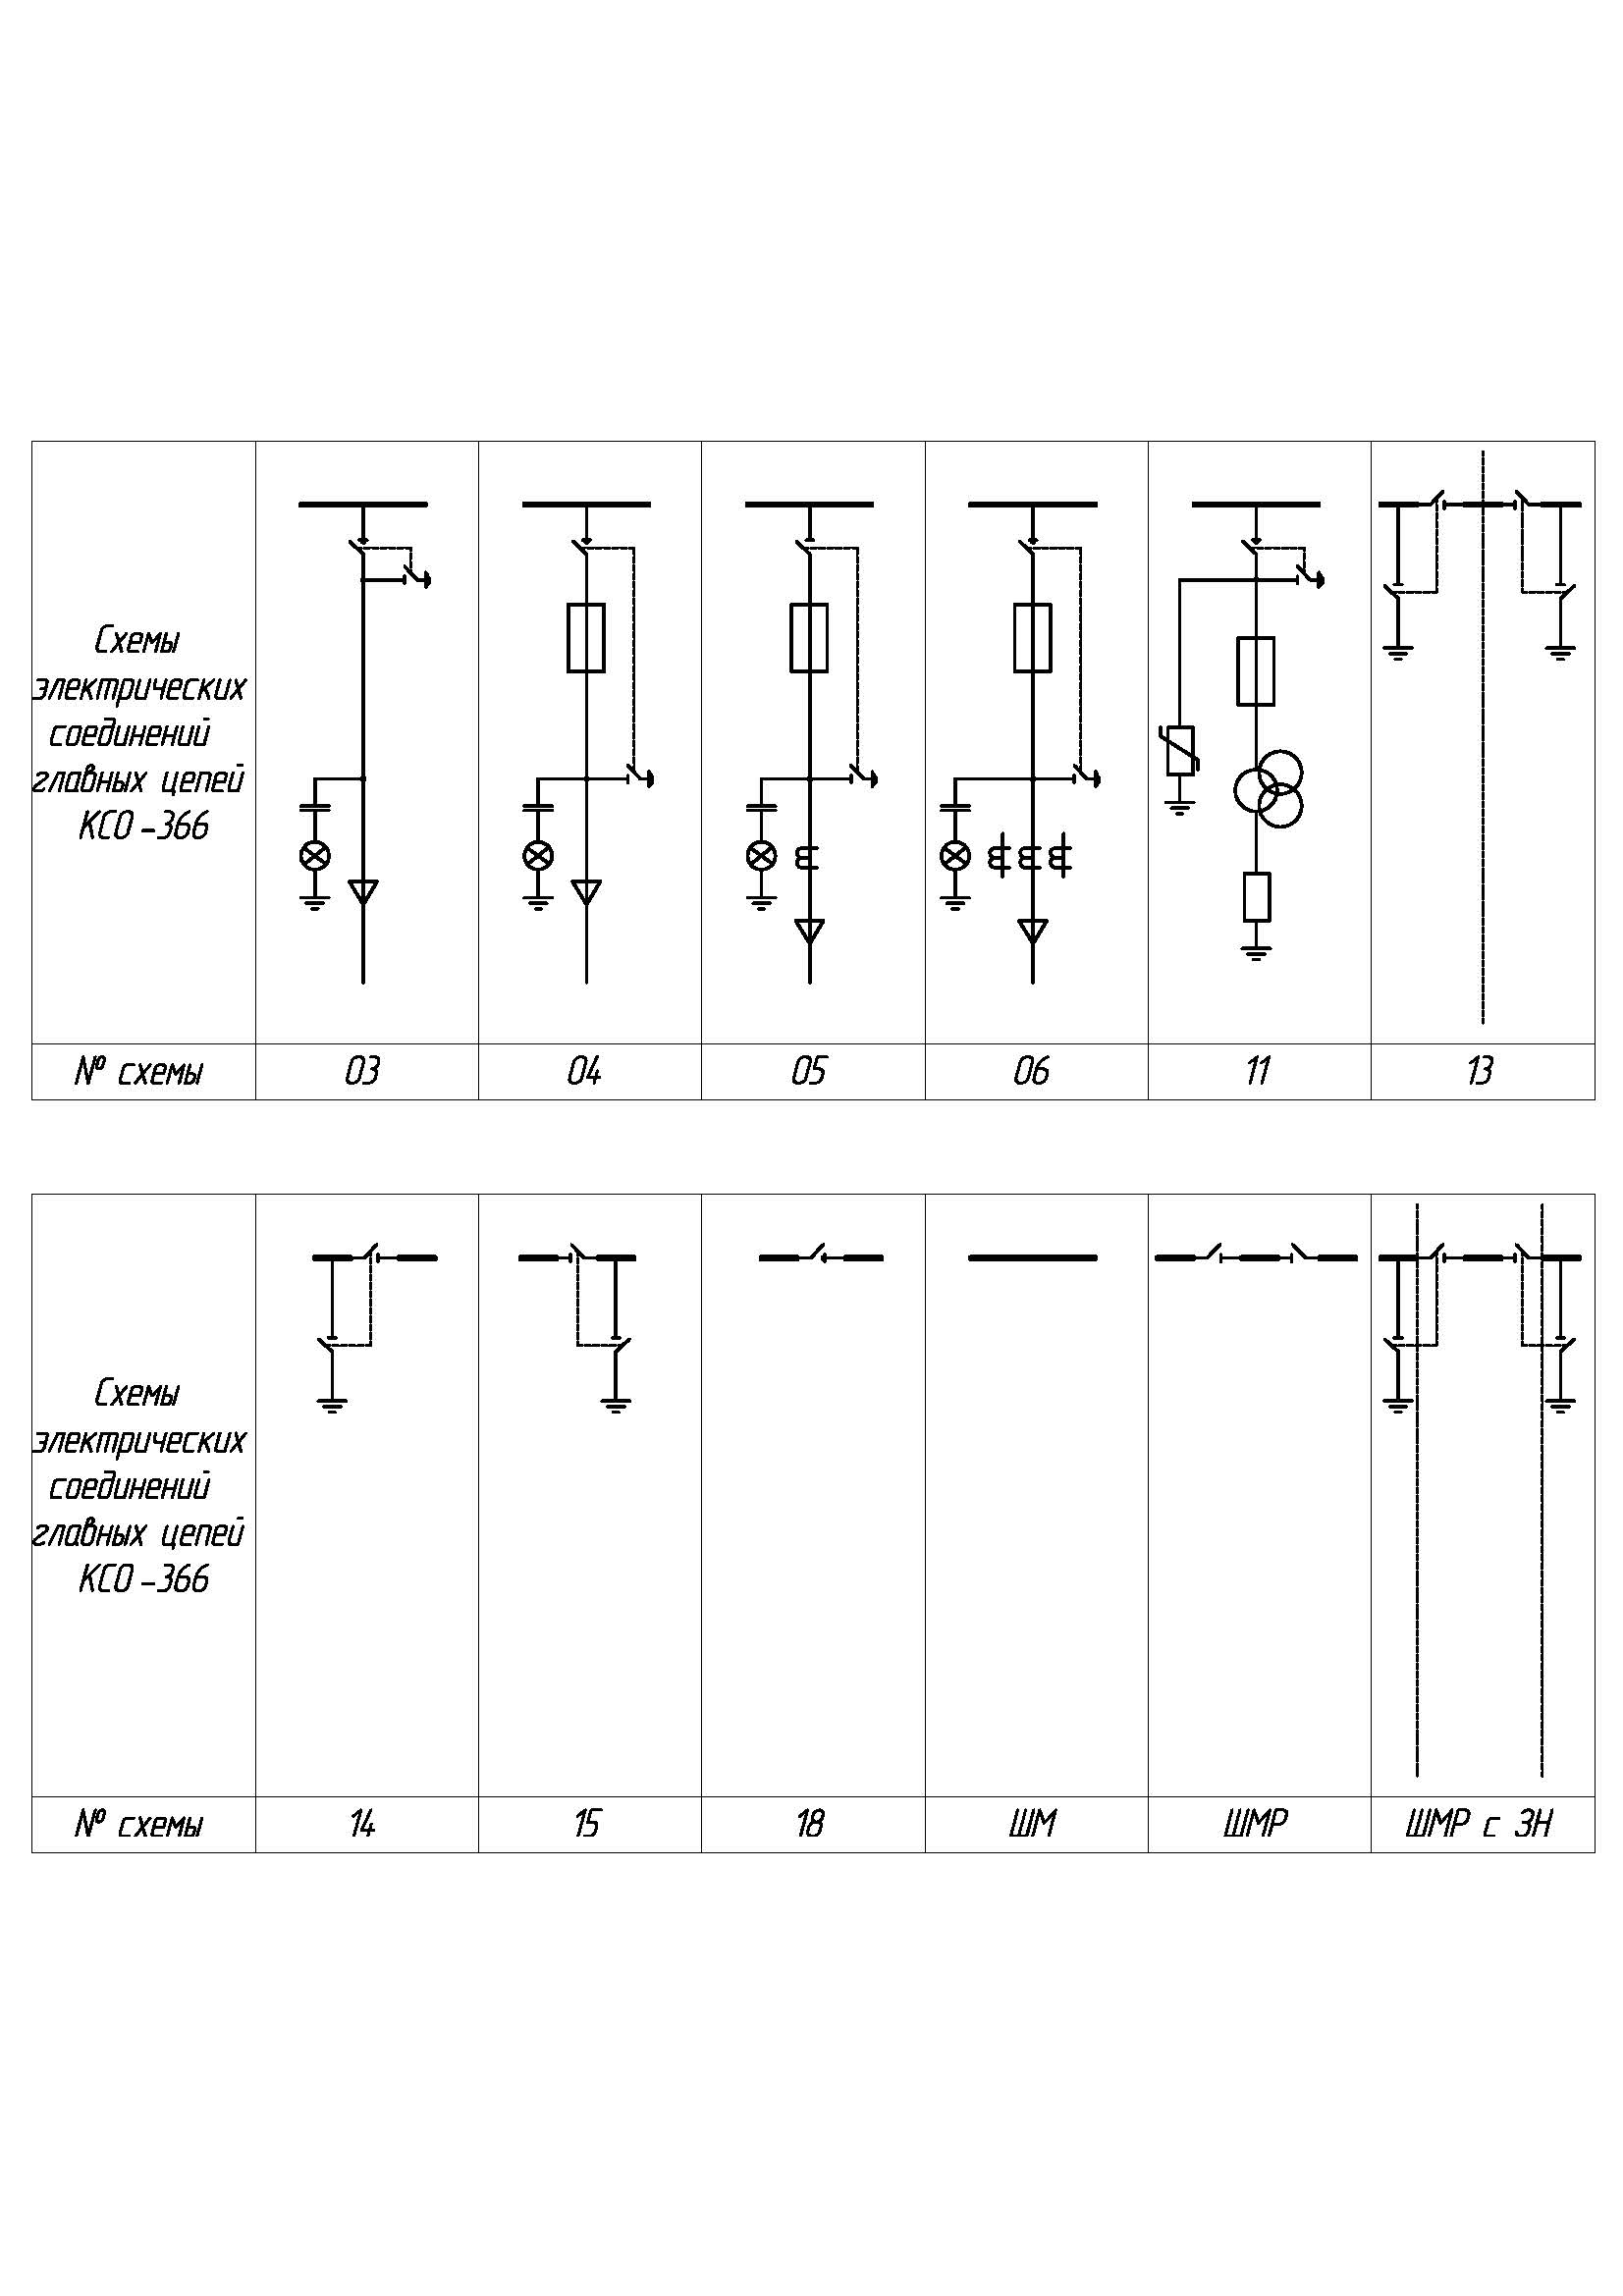 Схемы
электрических
соединений
главных цепей
КСО -366
№ схемы 03 04 05 06 11 13
Схемы
электрических
соединений
главных цепей
КСО -366
№ схемы 14 15 18 ШМ ШМР ШМР с ЗН